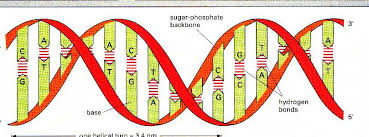 sugar-phosphate
backbone
3'
C A A C G T
G T T G T A C A
G C
base
hydrogen
bonds
5'
one helical turn = 3.4 nm